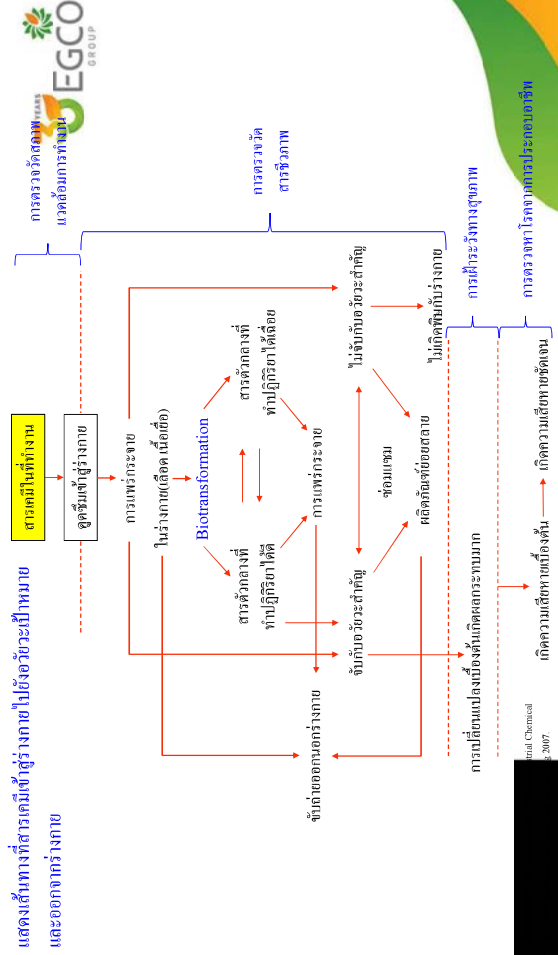 แสดงเส้นทางที่สารเคมีเข้าสู่ร่างกายไปยังอวัยวะเป้าหมาย
และออกจากร่างกาย
30 YEARS
EGCO
GROUP
สารเคมีในที่ทำงาน
การตรวจวัดสภาพ
แวดล้อมการทำงาน
ดูดซึมเข้าสู่ร่างกาย
การแพร่กระจาย
ในร่างกาย(เลือด เนื้อเยื่อ)
Biotransformation
การตรวจวัด
สารชีวภาพ
สารตัวกลางที่
ทำปฏิกิริยาได้ดี
สารตัวกลางที่
ทำปฏิกิริยาได้เฉื่อย
การแพร่กระจาย
ขับถ่ายออกนอกร่างกาย
จับกับอวัยวะสำคัญ
ไม่จับกับอวัยวะสำคัญ
ซ่อมแซม
ผลิตภัณฑ์ย่อยสลาย
ไม่เกิดพิษกับร่างกาย
การเปลี่ยนแปลงเบื้องต้นเกิดผลกระทบมาก
การเฝ้าระวังทางสุขภาพ
เกิดความเสียหายเบื้องต้น
เกิดความเสียหายชัดเจน
การตรวจหาโรคจากการประกอบอาชีพ
strial Chemical
g 2007.